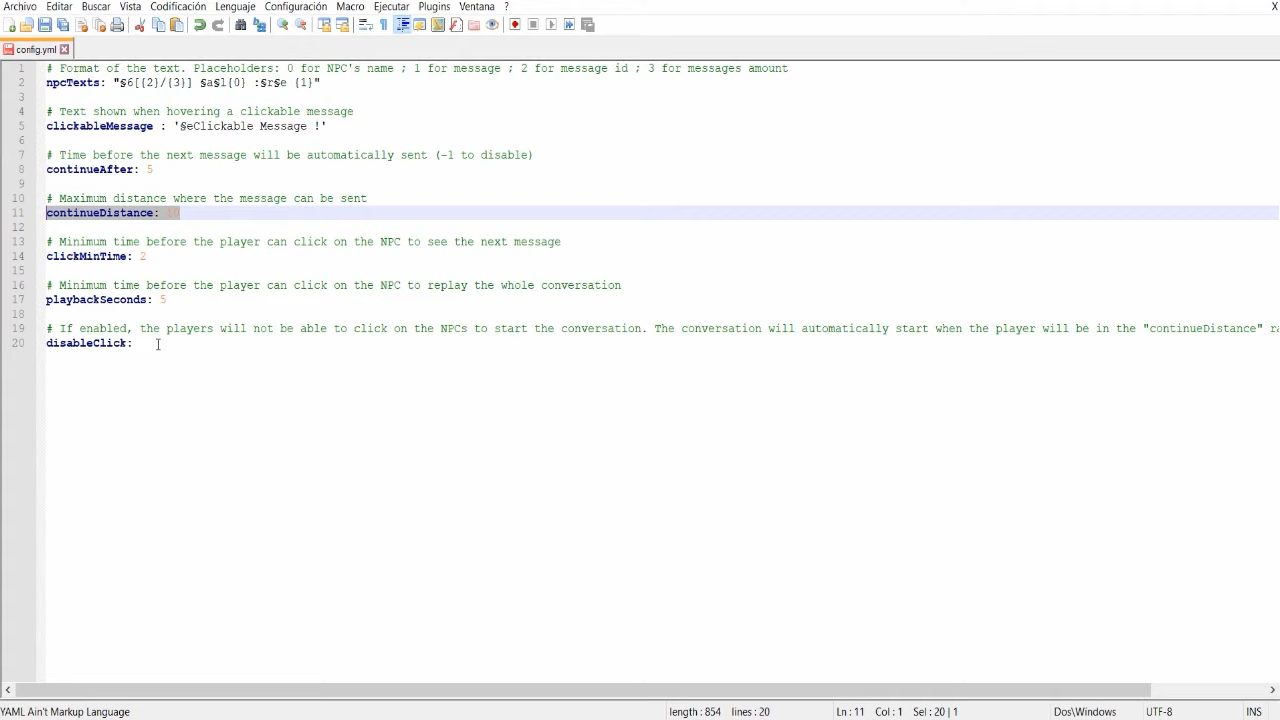 Archivo Editar Buscar Vista Codificación Lenguaje Configuración Macro Ejecutar Plugins Ventana ? X
config.yml
1 # Format of the text. Placeholders: 0 for NPC's name ; 1 for message ; 2 for message id ; 3 for messages amount
2 npcTexts: "§6[{2}/{3}] §a§l{0} :§r§e {1}"
3
4 # Text shown when hovering a clickable message
5 clickableMessage : '§eClickable Message !'
6
7 # Time before the next message will be automatically sent (-1 to disable)
8 continueAfter: 5
9
10 # Maximum distance where the message can be sent
11 continueDistance: 10
12
13 # Minimum time before the player can click on the NPC to see the next message
14 clickMinTime: 2
15
16 # Minimum time before the player can click on the NPC to replay the whole conversation
17 playbackSeconds: 5
18
19 # If enabled, the players will not be able to click on the NPCs to start the conversation. The conversation will automatically start when the player will be in the "continueDistance" ra
20 disableClick:
YAML Ain't Markup Language length : 854 lines : 20 Ln : 11 Col : 1 Sel : 20 | 1 Dos\Windows UTF-8 INS